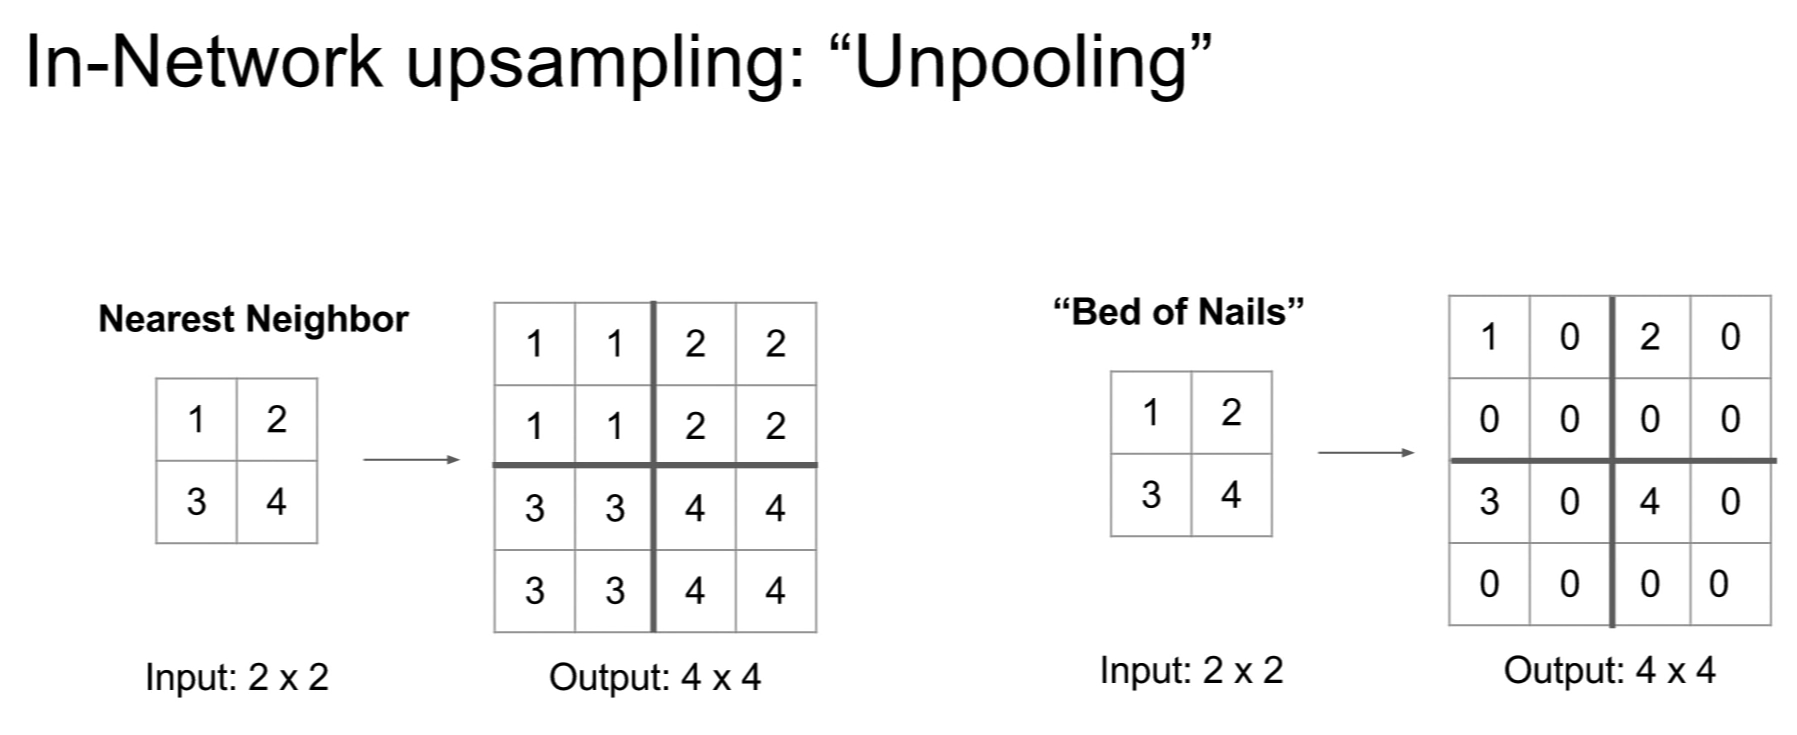 In-Network upsampling: “Unpooling”
Nearest Neighbor
1 2
3 4
Input: 2 x 2
1 1 2 2
1 1 2 2
3 3 4 4
3 3 4 4
Output: 4 x 4
“Bed of Nails”
1 2
3 4
Input: 2 x 2
1 0 2 0
0 0 0 0
3 0 4 0
0 0 0 0
Output: 4 x 4